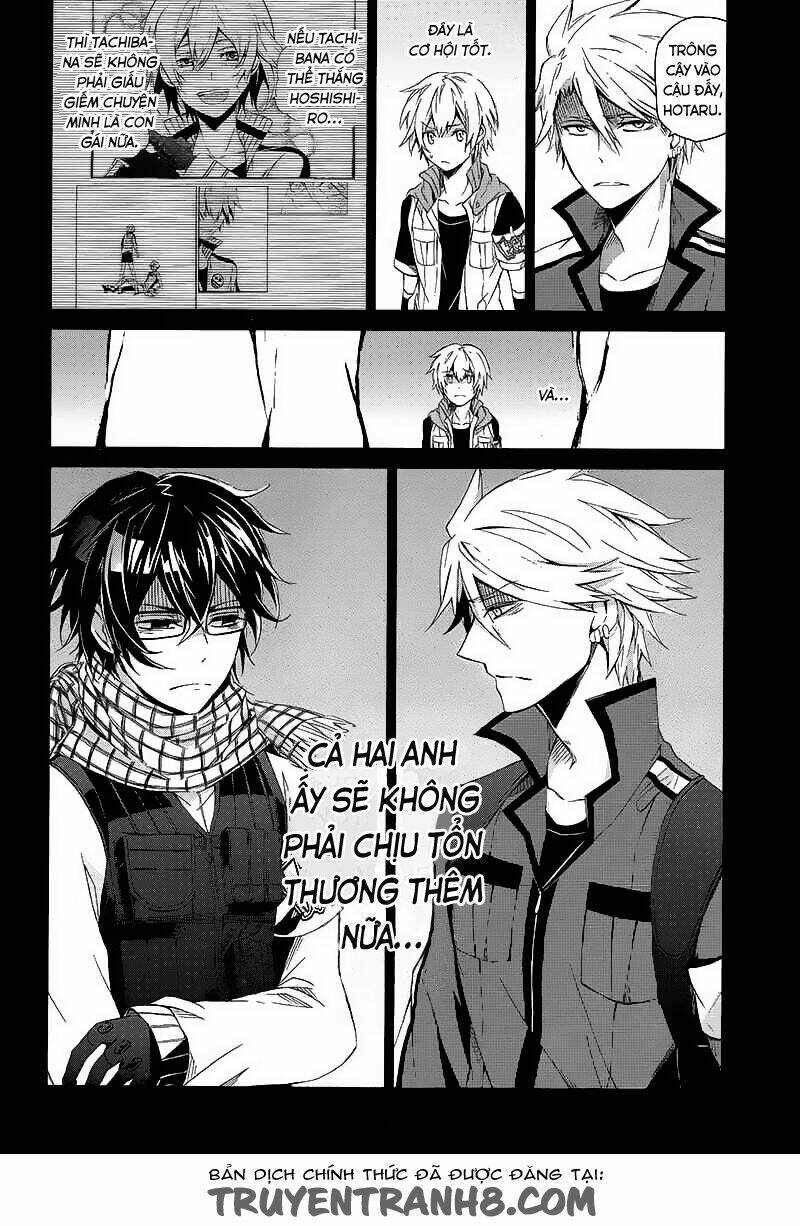 TRÔNG
CẬY VÀO
CẬU ĐẤY,
HOTARU.
ĐÂY LÀ
CƠ HỘI TỐT.
NẾU TACHI-
BANA CÓ
THỂ THẮNG
HOSHISHI-
RO...
THÌ TACHIBA-
NA SẼ KHÔNG
PHẢI GIẤU
GIẾM CHUYỆN
MÌNH LÀ CON
GÁI NỮA.
VÀ...
CẢ HAI ANH
ẤY SẼ KHÔNG
PHẢI CHỊU TỔN
THƯƠNG THÊM
NỮA...
BẢN DỊCH CHÍNH THỨC ĐÃ ĐƯỢC ĐĂNG TẠI:
TRUYENTRANH8.COM